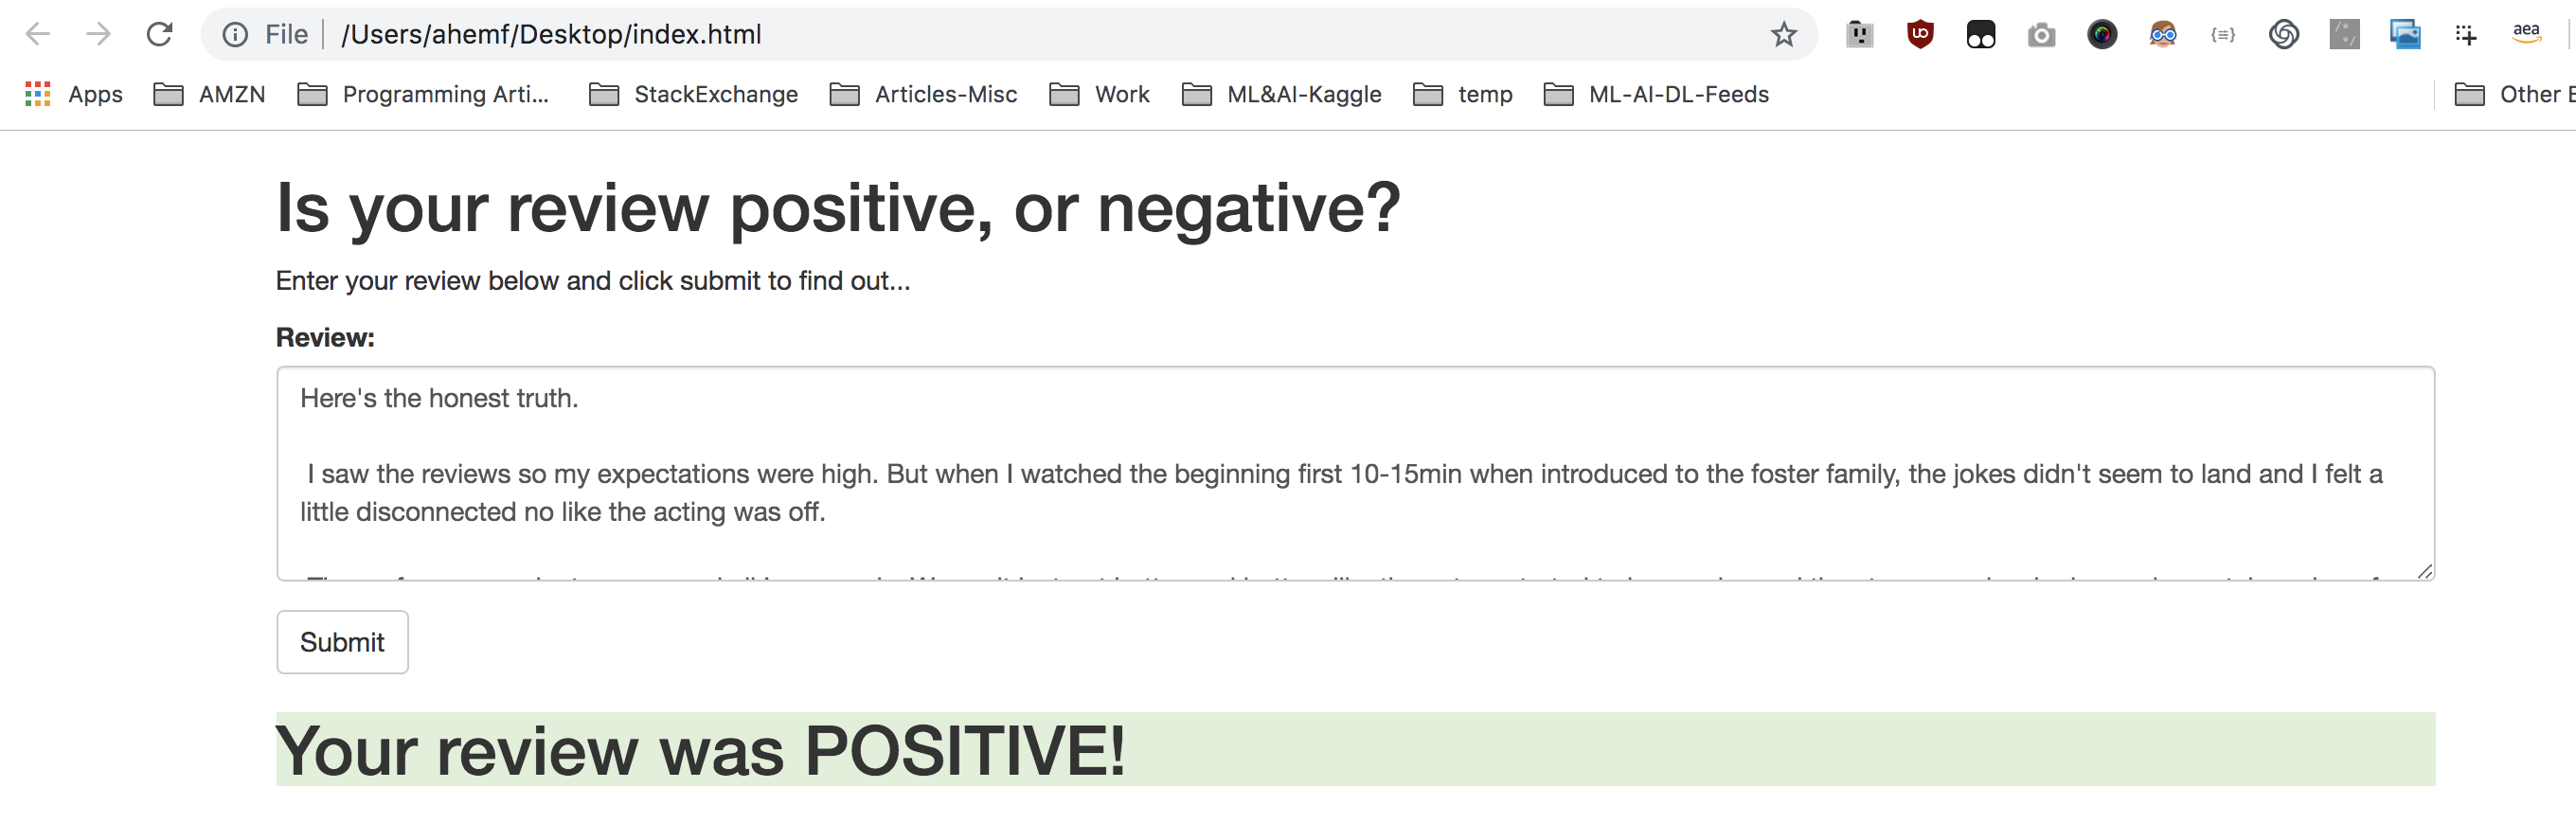 File /Users/ahemf/Desktop/index.html
aea
Apps AMZN Programming Arti... StackExchange Articles-Misc Work ML&AI-Kaggle temp ML-AI-DL-Feeds Other
Is your review positive, or negative?
Enter your review below and click submit to find out...
Review:
Here's the honest truth.
I saw the reviews so my expectations were high. But when I watched the beginning first 10-15min when introduced to the foster family, the jokes didn't seem to land and I felt a
little disconnected no like the acting was off.
Submit
Your review was POSITIVE!